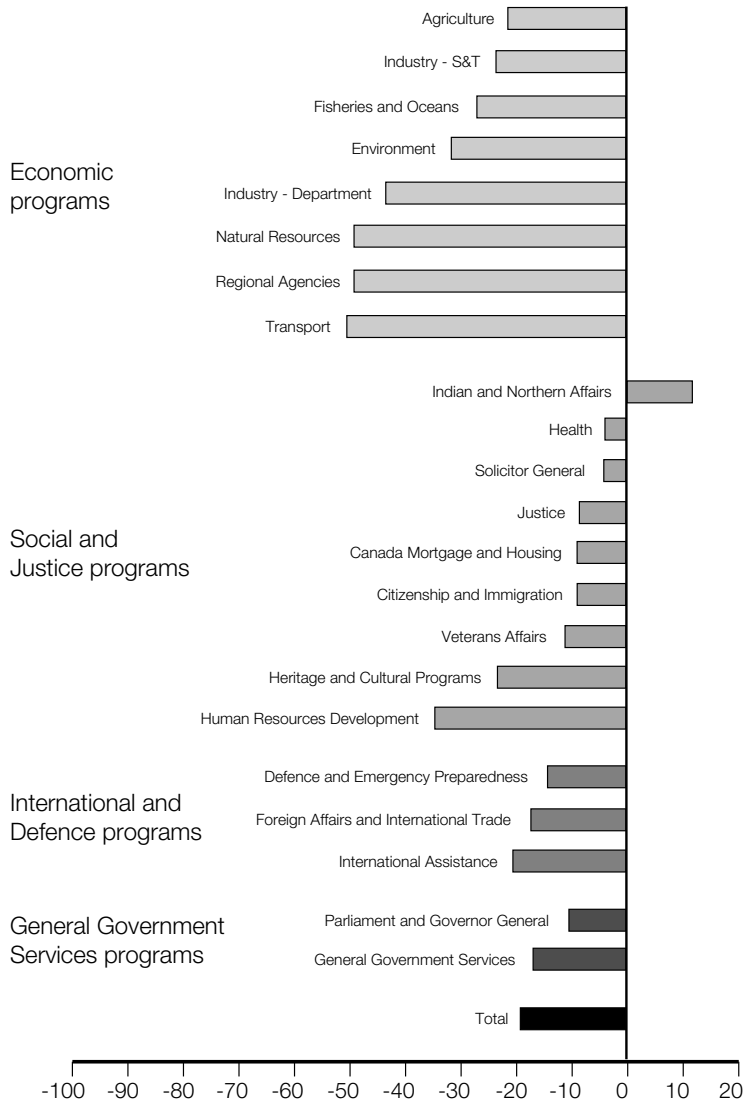 Economic
programs
Agriculture
Industry - S&T
Fisheries and Oceans
Environment
Industry - Department
Natural Resources
Regional Agencies
Transport
Social and
Justice programs
Indian and Northern Affairs
Health
Solicitor General
Justice
Canada Mortgage and Housing
Citizenship and Immigration
Veterans Affairs
Heritage and Cultural Programs
Human Resources Development
International and
Defence programs
Defence and Emergency Preparedness
Foreign Affairs and International Trade
International Assistance
General Government
Services programs
Parliament and Governor General
General Government Services
Total
-100 -90 -80 -70 -60 -50 -40 -30 -20 -10 0 10 20